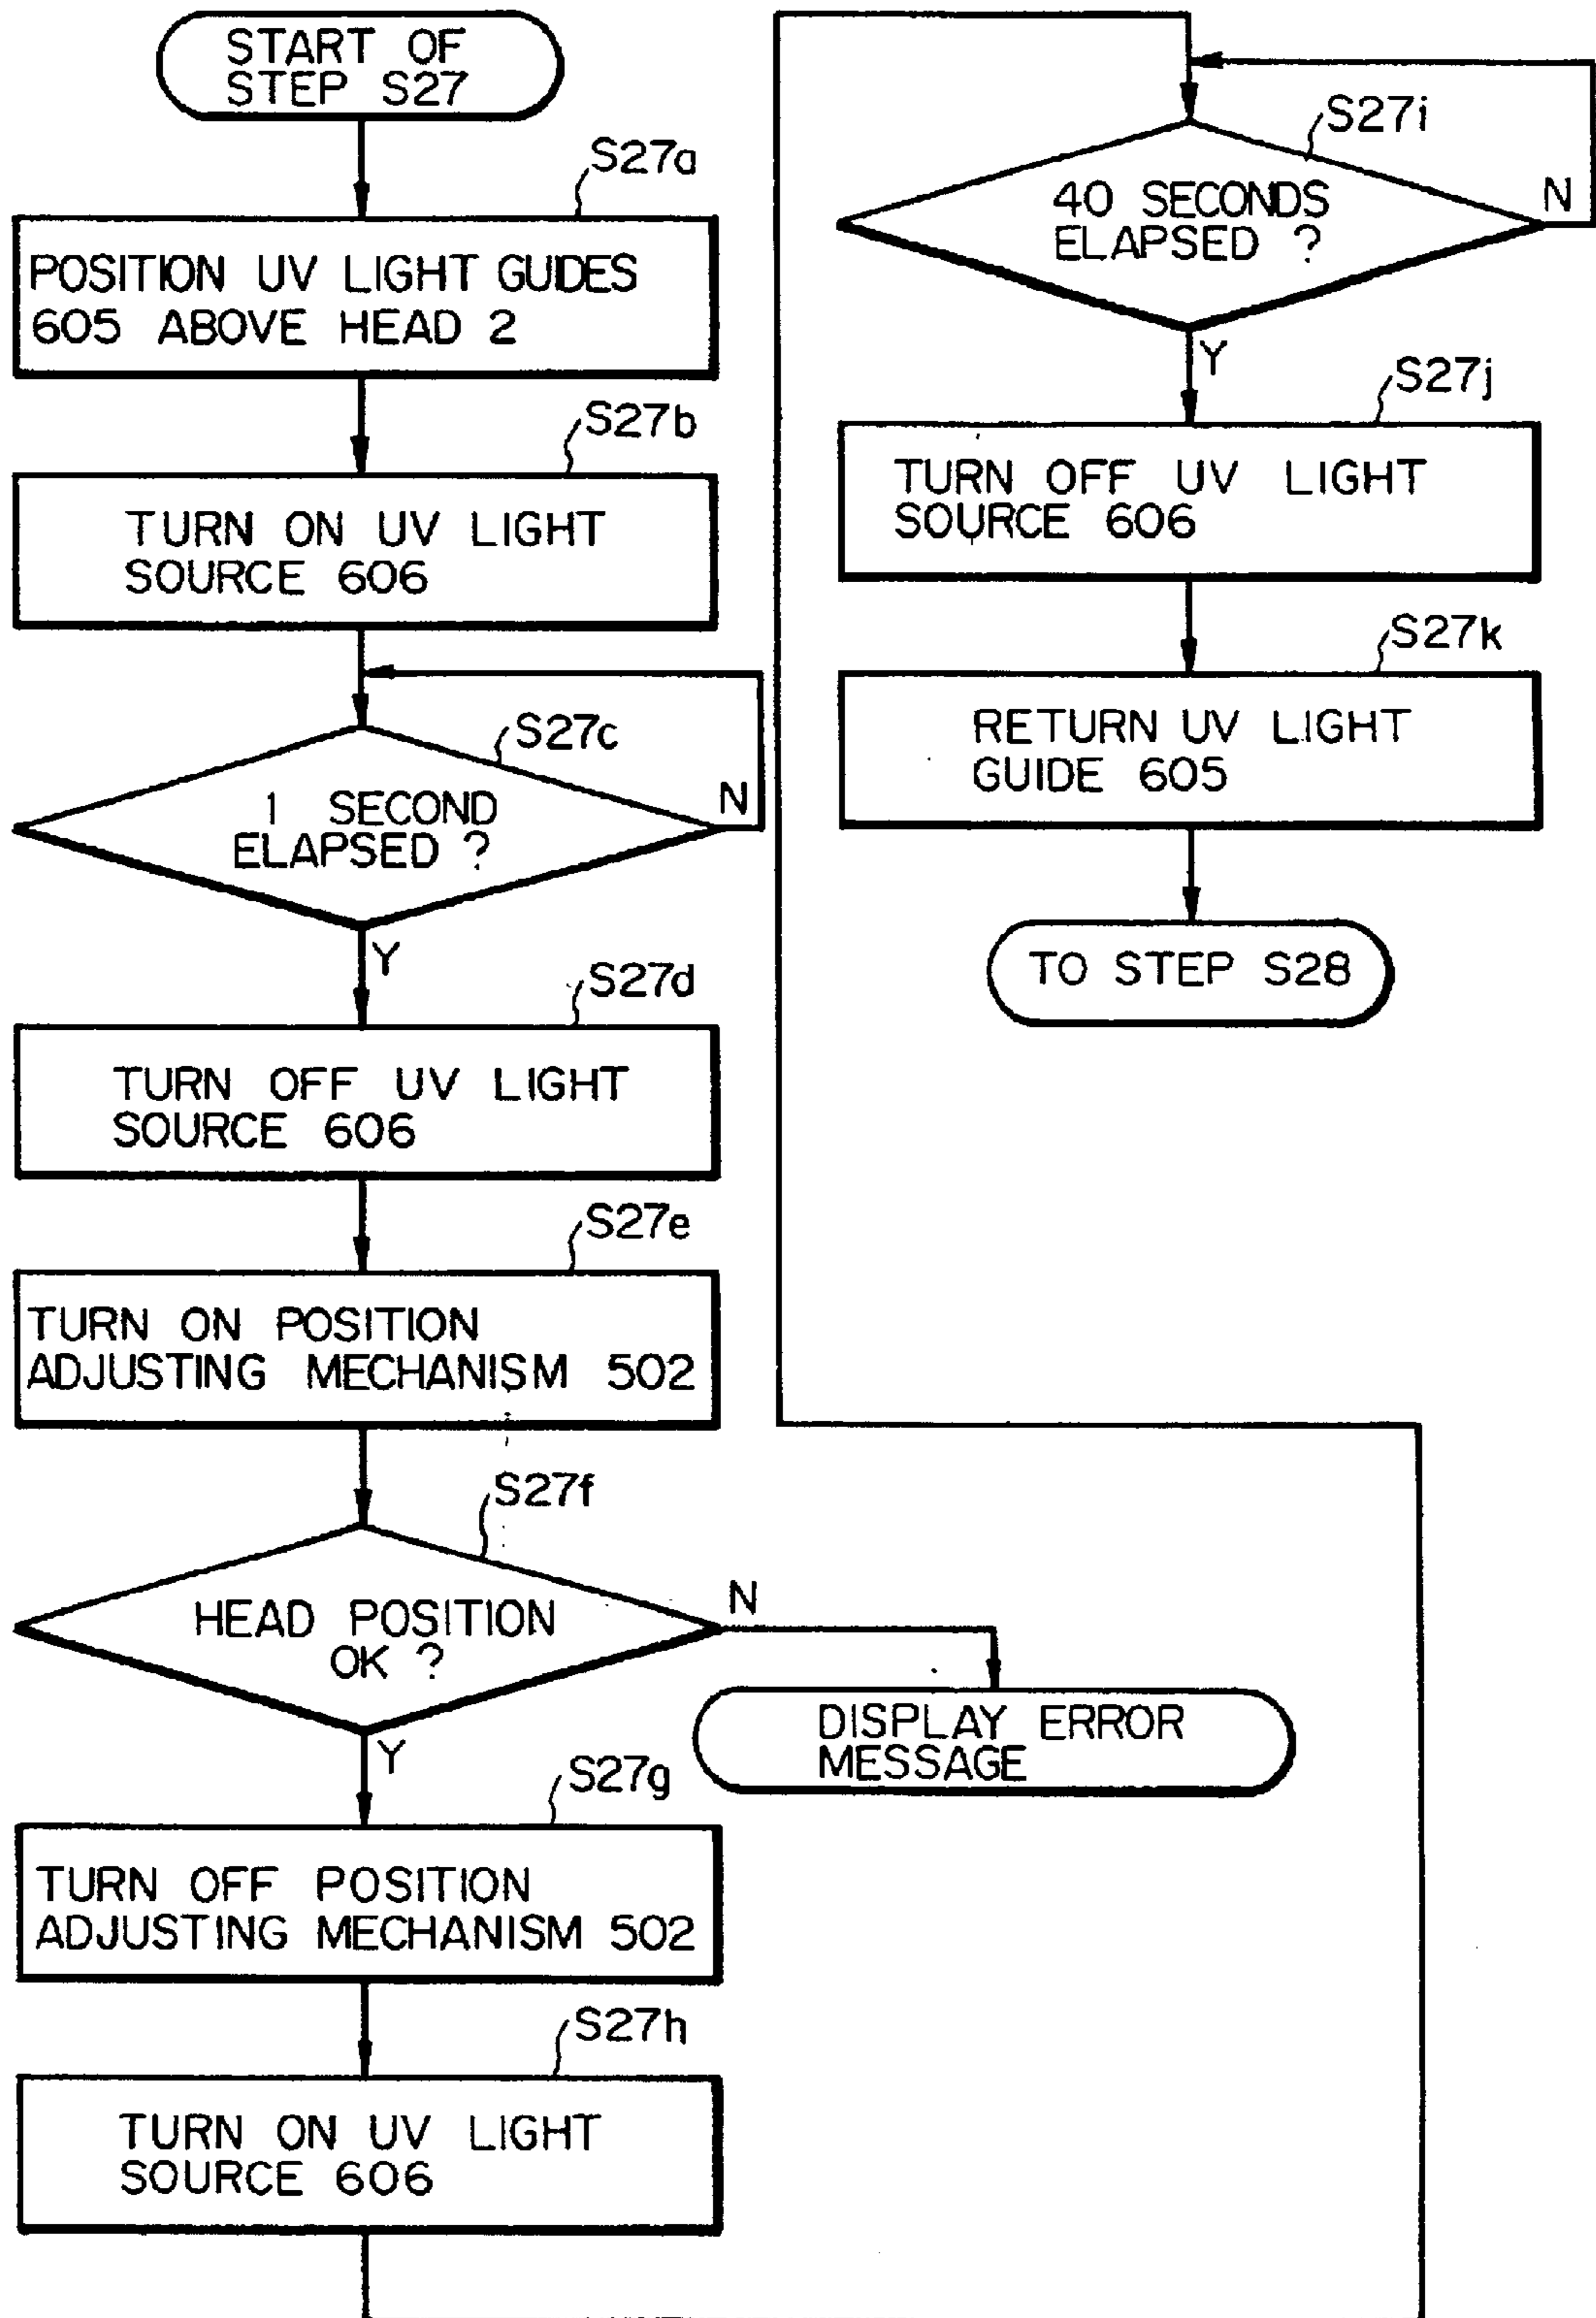 START OF
STEP S27
S27a
POSITION UV LIGHT GUIDES
605 ABOVE HEAD 2
S27b
TURN ON UV LIGHT
SOURCE 606
S27c
1 SECOND
ELAPSED ?
N
Y
S27d
TURN OFF UV LIGHT
SOURCE 606
S27e
TURN ON POSITION
ADJUSTING MECHANISM 502
S27f
HEAD POSITION
OK ?
N
DISPLAY ERROR
MESSAGE
Y
S27g
TURN OFF POSITION
ADJUSTING MECHANISM 502
S27h
TURN ON UV LIGHT
SOURCE 606
S27i
40 SECONDS
ELAPSED ?
N
Y
S27j
TURN OFF UV LIGHT
SOURCE 606
S27k
RETURN UV LIGHT
GUIDE 605
TO STEP S28